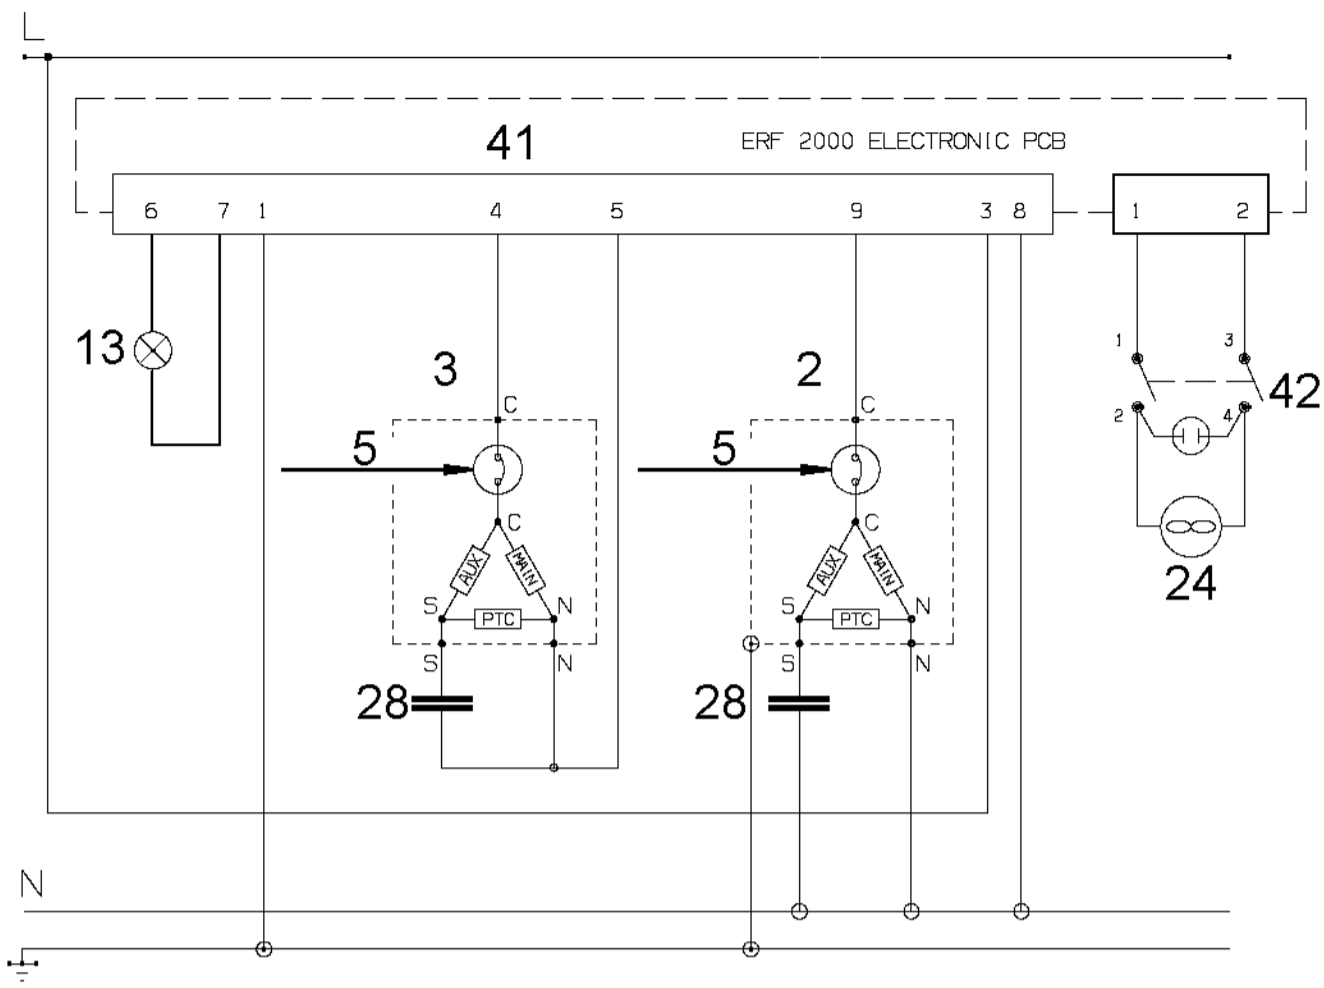 L
41 ERF 2000 ELECTRONIC PCB
6 7 1 4 5 9 3 8 1 2
13 3 2 1 3 42
C C 2 4
5 5
C C
AUX MAIN AUX MAIN 24
S N S N
PTC PTC
S N S N
28 28
N